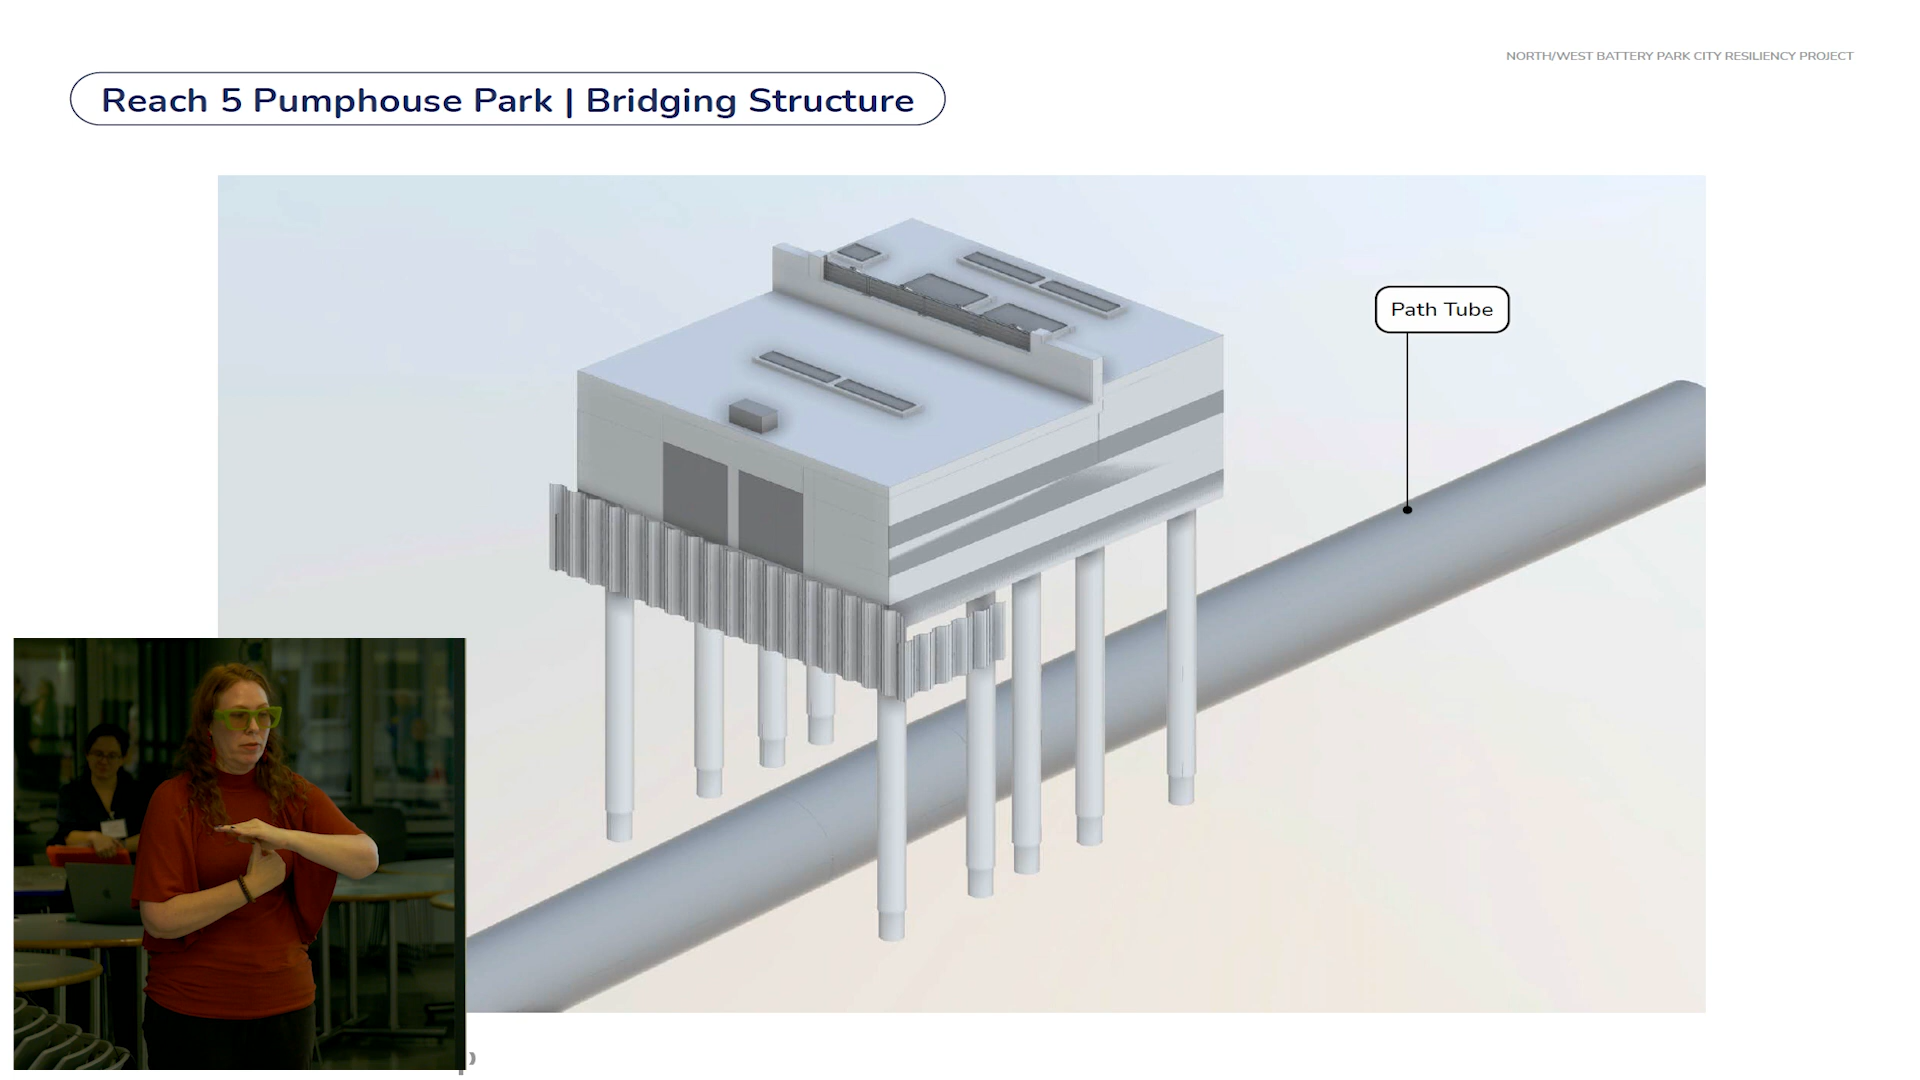 NORTH/WEST BATTERY PARK CITY RESILIENCY PROJECT
Reach 5 Pumphouse Park | Bridging Structure
Path Tube